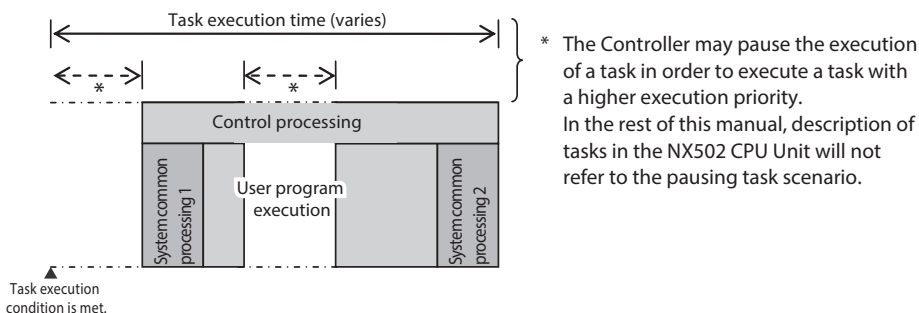 Task execution time (varies)
*
*
Control processing
System common
processing 1
User program
execution
System common
processing 2
Task execution
condition is met.
* The Controller may pause the execution
of a task in order to execute a task with
a higher execution priority.
In the rest of this manual, description of
tasks in the NX502 CPU Unit will not
refer to the pausing task scenario.